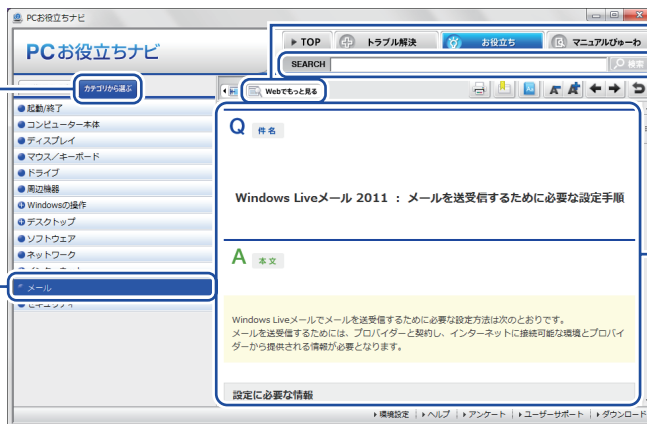 PCお役立ちナビ
PCお役立ちナビ
TOP
トラブル解決
お役立ち
マニュアルびゅーわ
SEARCH
検索
カテゴリから選ぶ
Webでもっと見る
起動/終了
コンピューター本体
ディスプレイ
マウス/キーボード
ドライブ
周辺機器
Windowsの操作
デスクトップ
ソフトウェア
ネットワーク
メール
セキュリティ
Q 件名
Windows Liveメール 2011 : メールを送受信するために必要な設定手順
A 本文
Windows Liveメールでメールを送受信するために必要な設定方法は次のとおりです。
メールを送受信するためには、プロバイダーと契約し、インターネットに接続可能な環境とプロバイ
ダーから提供される情報が必要となります。
設定に必要な情報
環境設定 | ヘルプ | アンケート | ユーザーサポート | ダウンロード